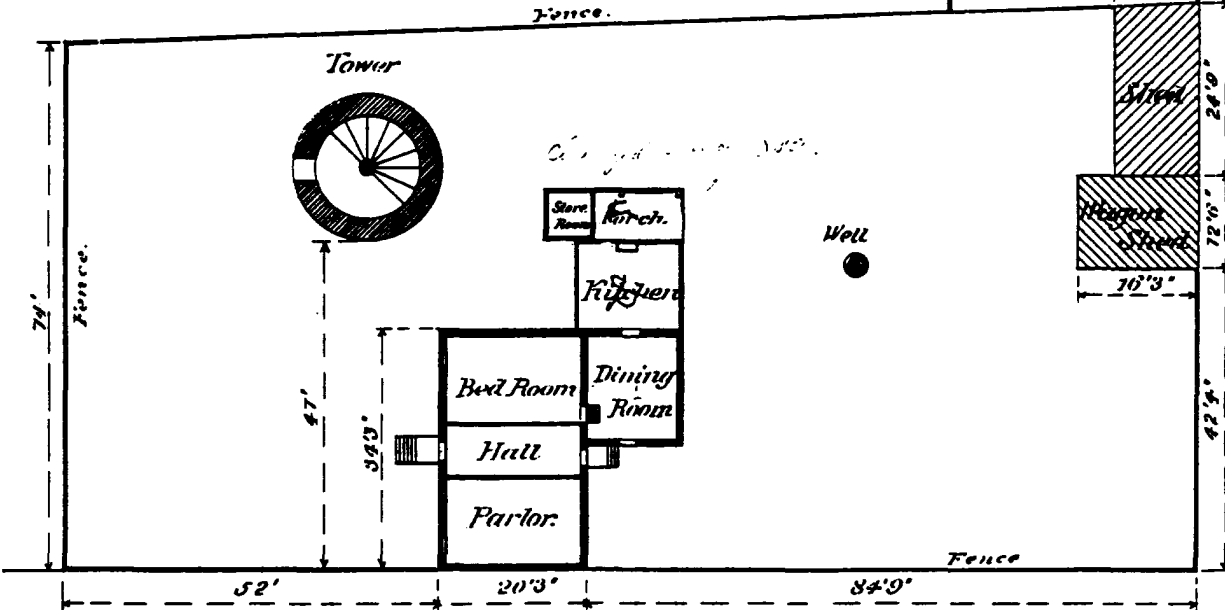 Fence.
Tower
Shed
24'9"
Store
Room
Porch.
Wagon
Shed
12'6"
Well
Kitchen
16'3"
Fence.
74'
Bed Room
Dining
Room
47'
34'3"
42'4"
Hall
Parlor.
Fence
52'
20'3"
84'9"